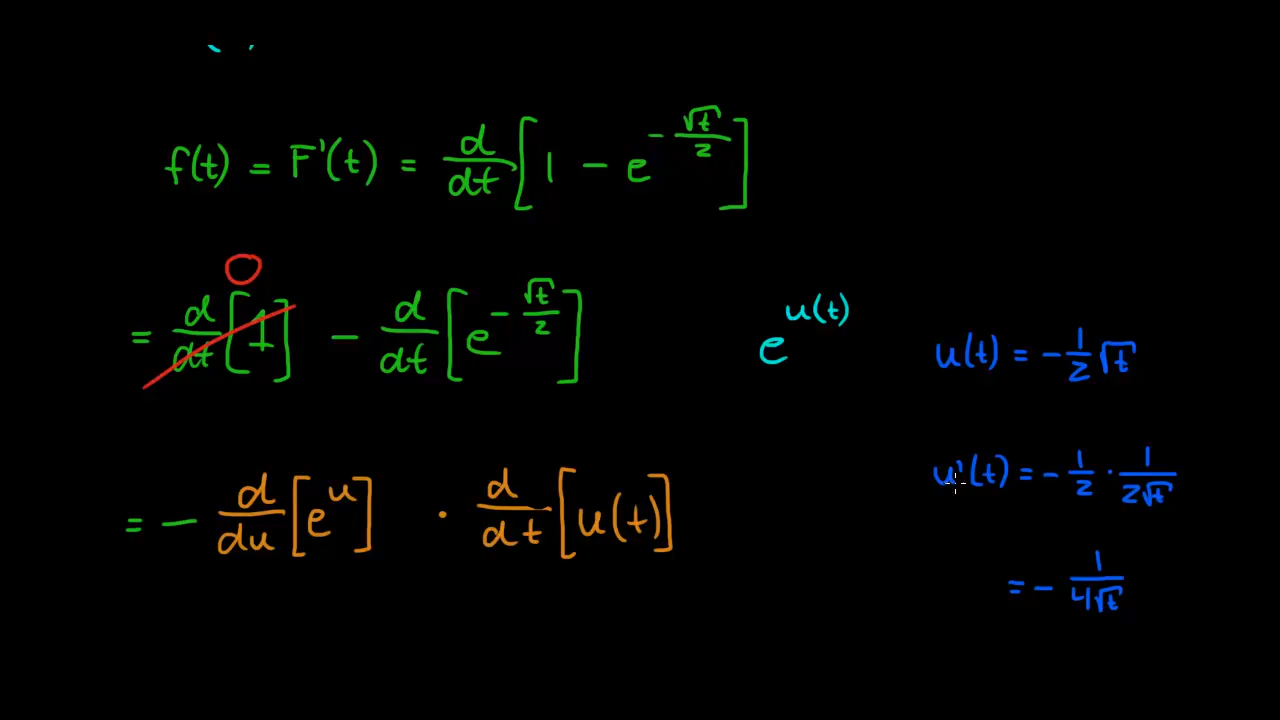 f(t) = F'(t) = d/dt [1 - e^(-√t/2)]
= d/dt [1] 0 - d/dt [e^(-√t/2)]
e^(u(t))
u(t) = -1/2 √t
u'(t) = -1/2 · 1/(2√t)
= - 1/(4√t)
= - d/du [e^u] · d/dt [u(t)]